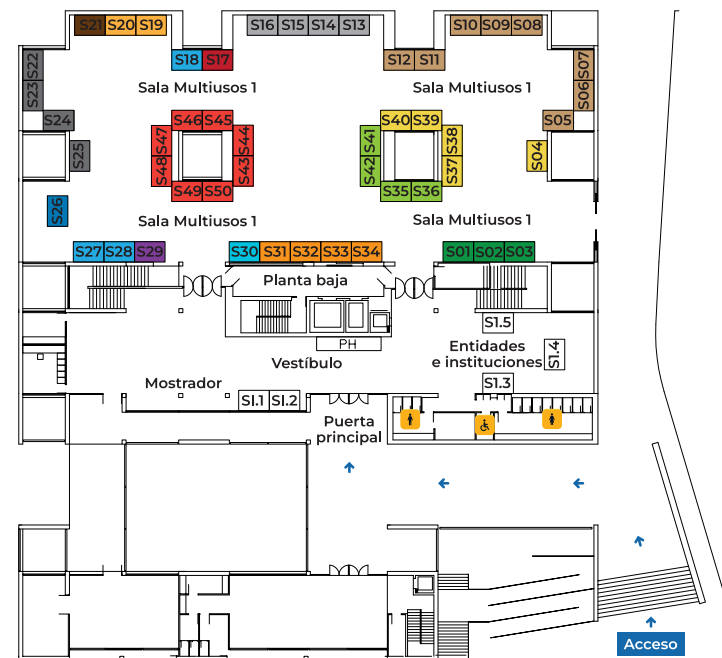 S21 S20 S19
S16 S15 S14 S13
S10 S09 S08
S18 S17
S12 S11
S22
S23
S07
S06
Sala Multiusos 1
Sala Multiusos 1
S24
S46 S45
S40 S39
S05
S47
S48
S44
S43
S41
S42
S38
S37
S25
S04
S49 S50
S35 S36
S26
Sala Multiusos 1
Sala Multiusos 1
S27 S28 S29
S30 S31 S32 S33 S34
S01 S02 S03
Planta baja
S1.5
PH
Entidades
e instituciones
S1.4
Vestíbulo
Mostrador
S1.3
SI.1 SI.2
Puerta
principal
Acceso